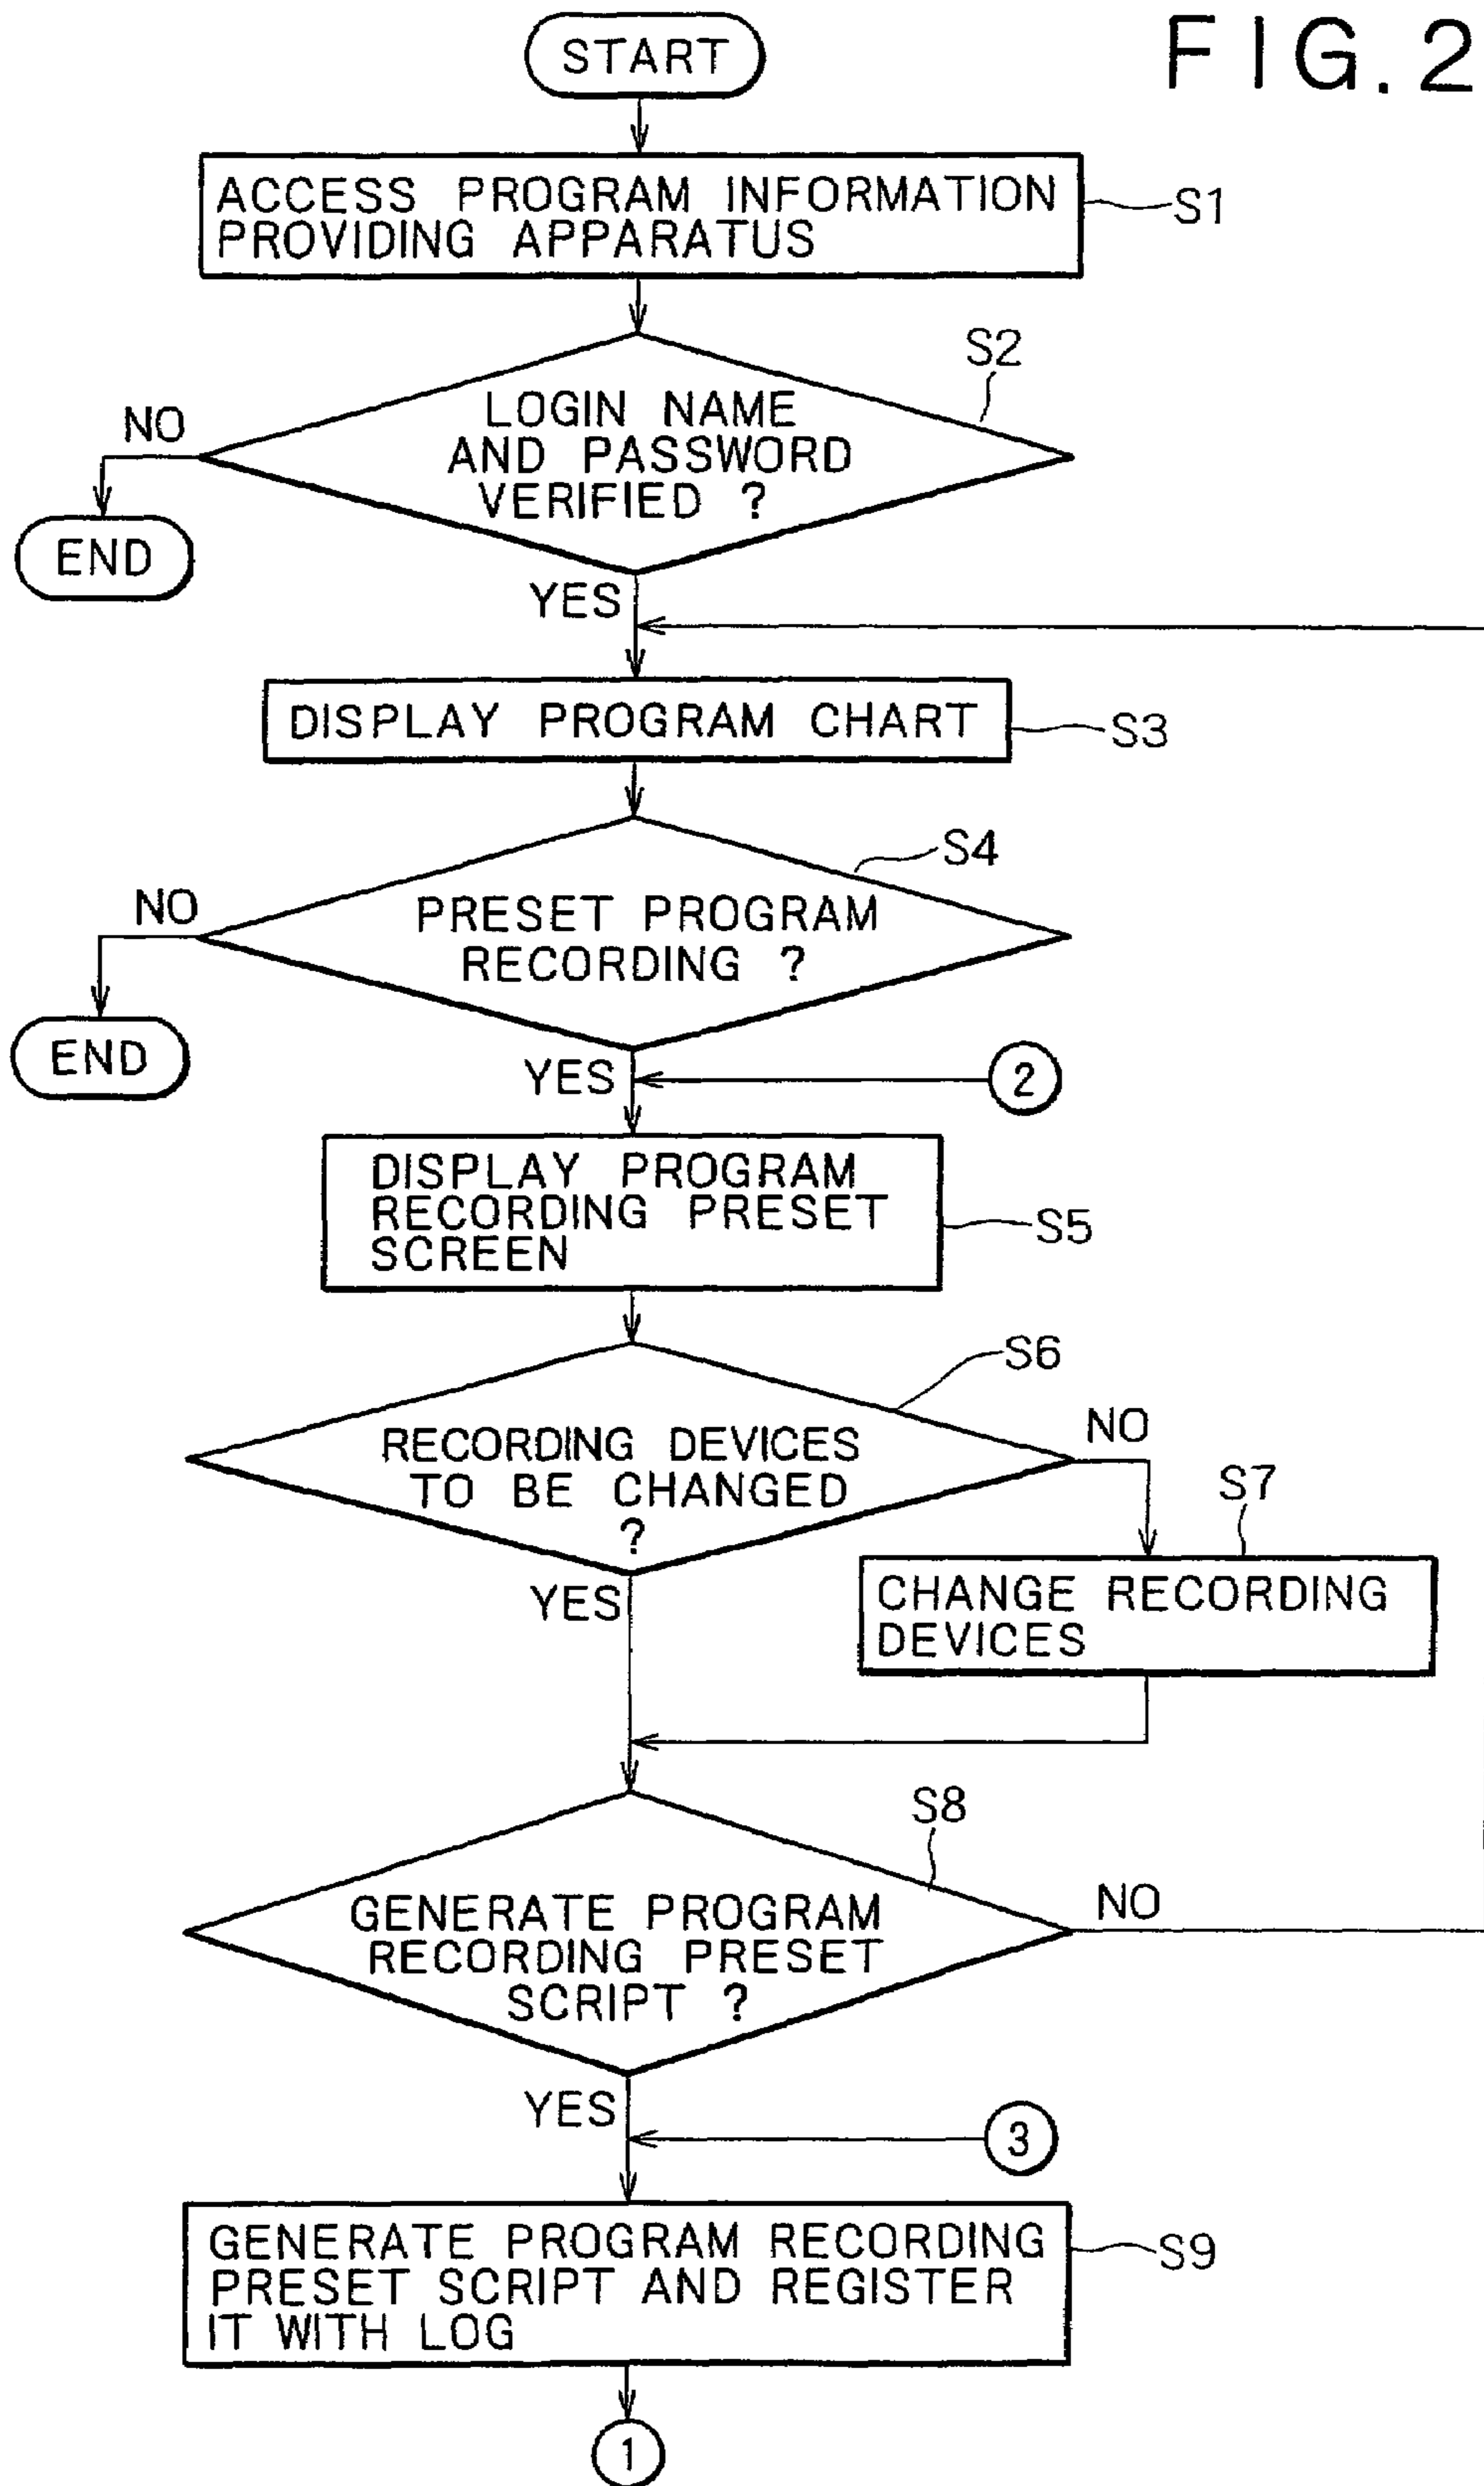 FIG. 2
START
ACCESS PROGRAM INFORMATION
PROVIDING APPARATUS
S1
S2
LOGIN NAME
AND PASSWORD
VERIFIED ?
NO
END
YES
DISPLAY PROGRAM CHART
S3
S4
PRESET PROGRAM
RECORDING ?
NO
END
YES
2
DISPLAY PROGRAM
RECORDING PRESET
SCREEN
S5
S6
RECORDING DEVICES
TO BE CHANGED
?
NO
S7
YES
CHANGE RECORDING
DEVICES
S8
GENERATE PROGRAM
RECORDING PRESET
SCRIPT ?
NO
YES
3
GENERATE PROGRAM RECORDING
PRESET SCRIPT AND REGISTER
IT WITH LOG
S9
1